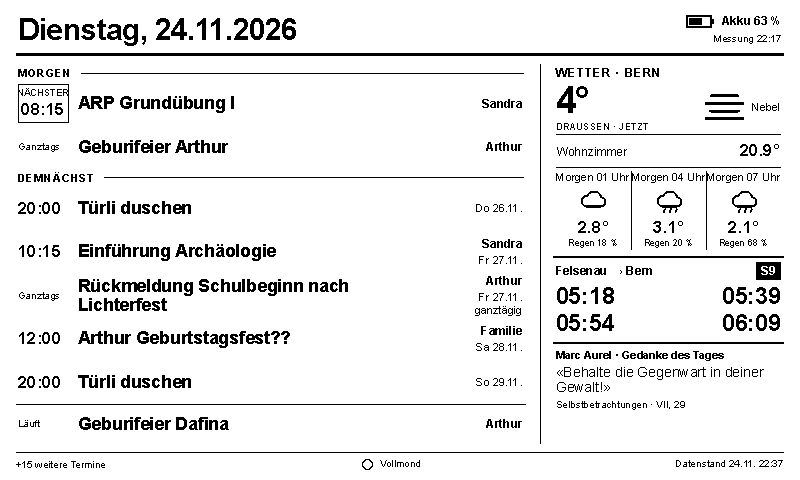 Dienstag, 24.11.2026
Akku 63 %
Messung 22:17
MORGEN
NÄCHSTER
08:15
ARP Grundübung I
Sandra
Ganztags
Geburifeier Arthur
Arthur
DEMNÄCHST
20:00
Türli duschen
Do 26.11.
10:15
Einführung Archäologie
Sandra
Fr 27.11.
Ganztags
Rückmeldung Schulbeginn nach
Lichterfest
Arthur
Fr 27.11.
ganztägig
12:00
Arthur Geburtstagsfest??
Familie
Sa 28.11.
20:00
Türli duschen
So 29.11.
Läuft
Geburifeier Dafina
Arthur
WETTER · BERN
4°
Nebel
DRAUSSEN · JETZT
Wohnzimmer
20.9°
Morgen 01 Uhr
2.8°
Regen 18 %
Morgen 04 Uhr
3.1°
Regen 20 %
Morgen 07 Uhr
2.1°
Regen 68 %
Felsenau › Bern
S9
05:18 05:39
05:54 06:09
Marc Aurel · Gedanke des Tages
«Behalte die Gegenwart in deiner
Gewalt!»
Selbstbetrachtungen · VII, 29
+15 weitere Termine
Vollmond
Datenstand 24.11. 22:37